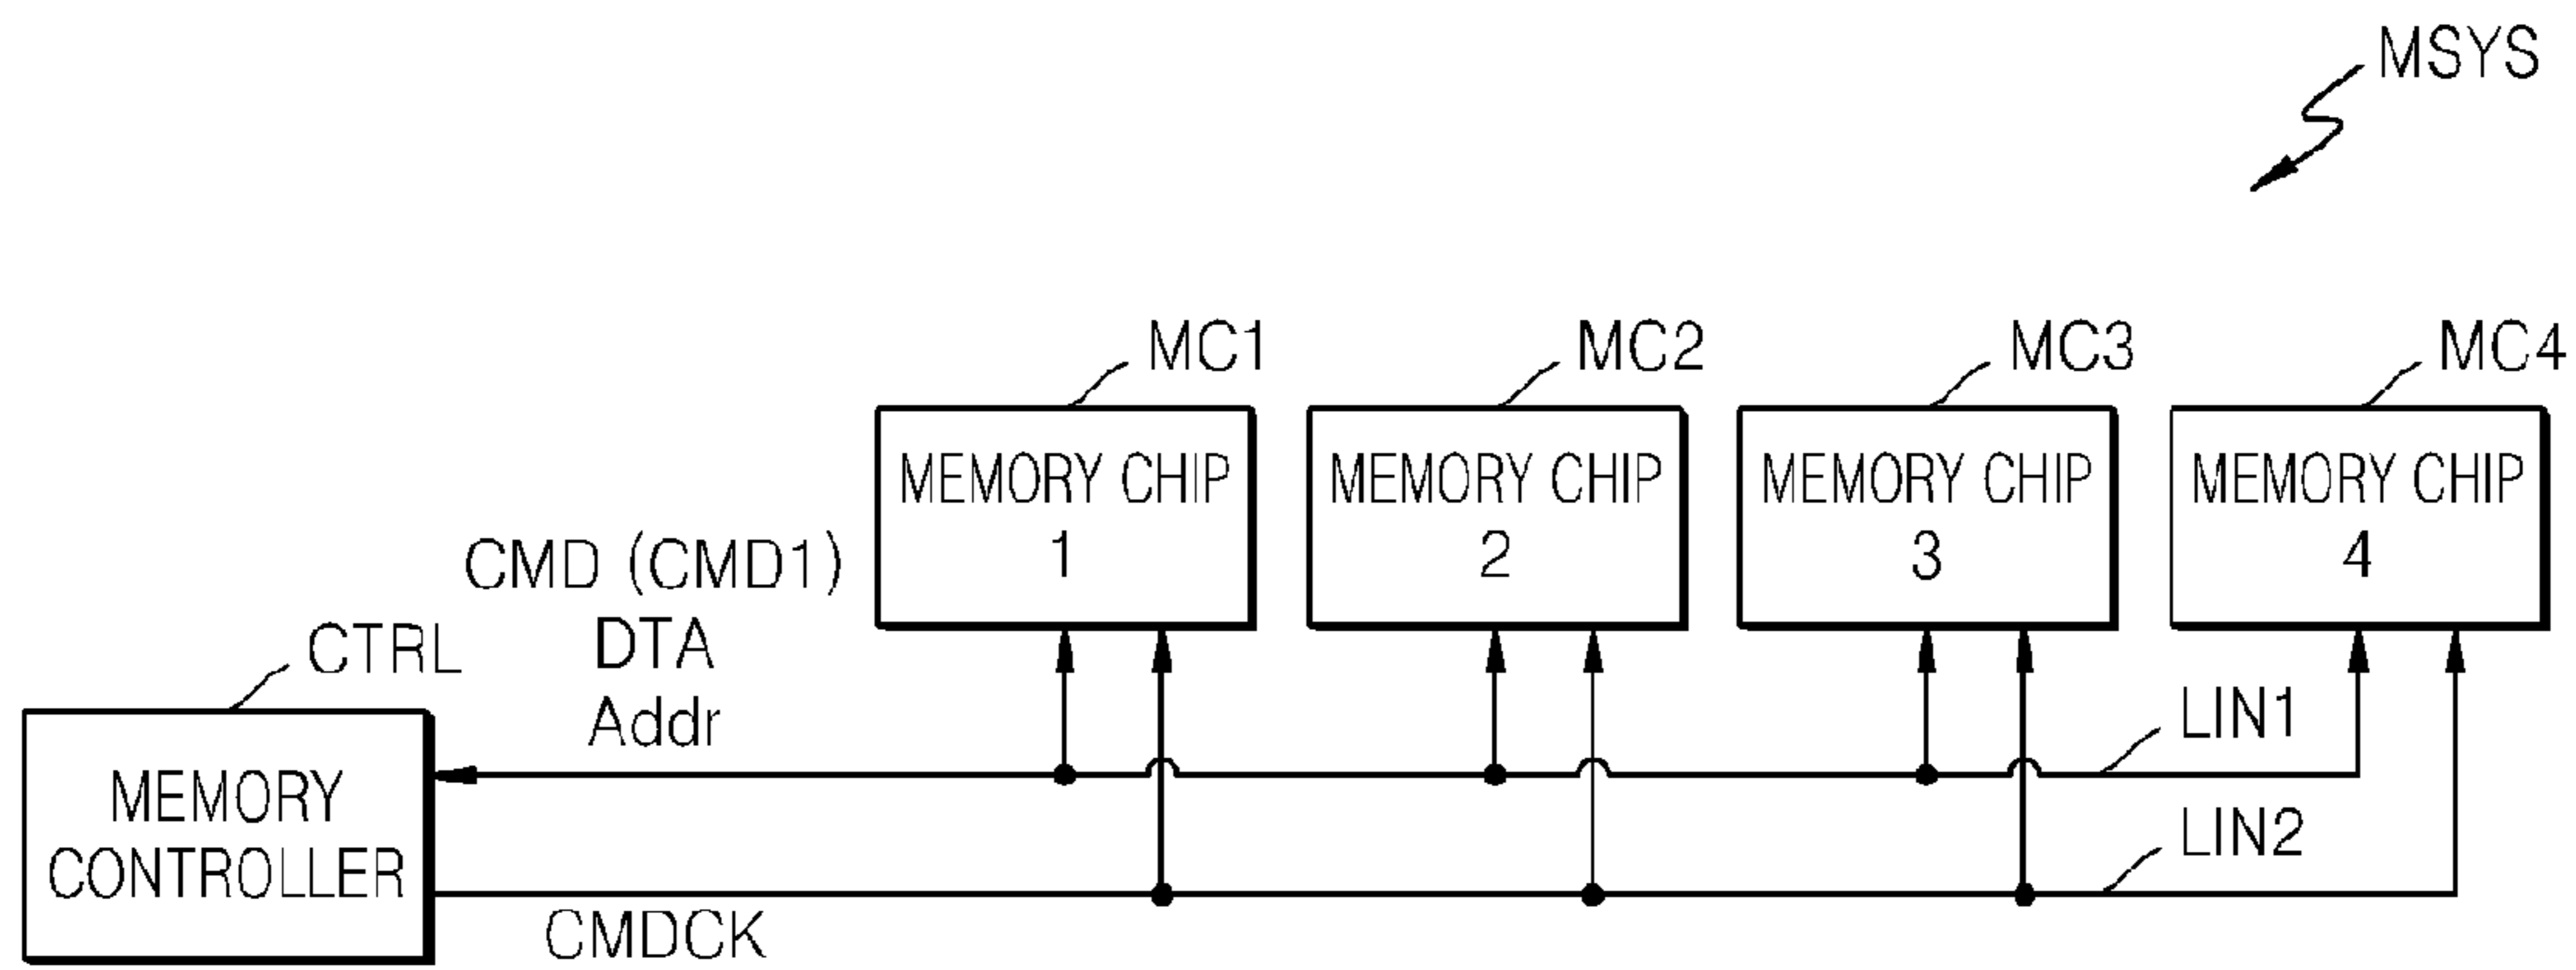 MSYS
MC1
MC2
MC3
MC4
MEMORY CHIP
1
MEMORY CHIP
2
MEMORY CHIP
3
MEMORY CHIP
4
CMD (CMD1)
DTA
Addr
CTRL
MEMORY
CONTROLLER
LIN1
LIN2
CMDCK